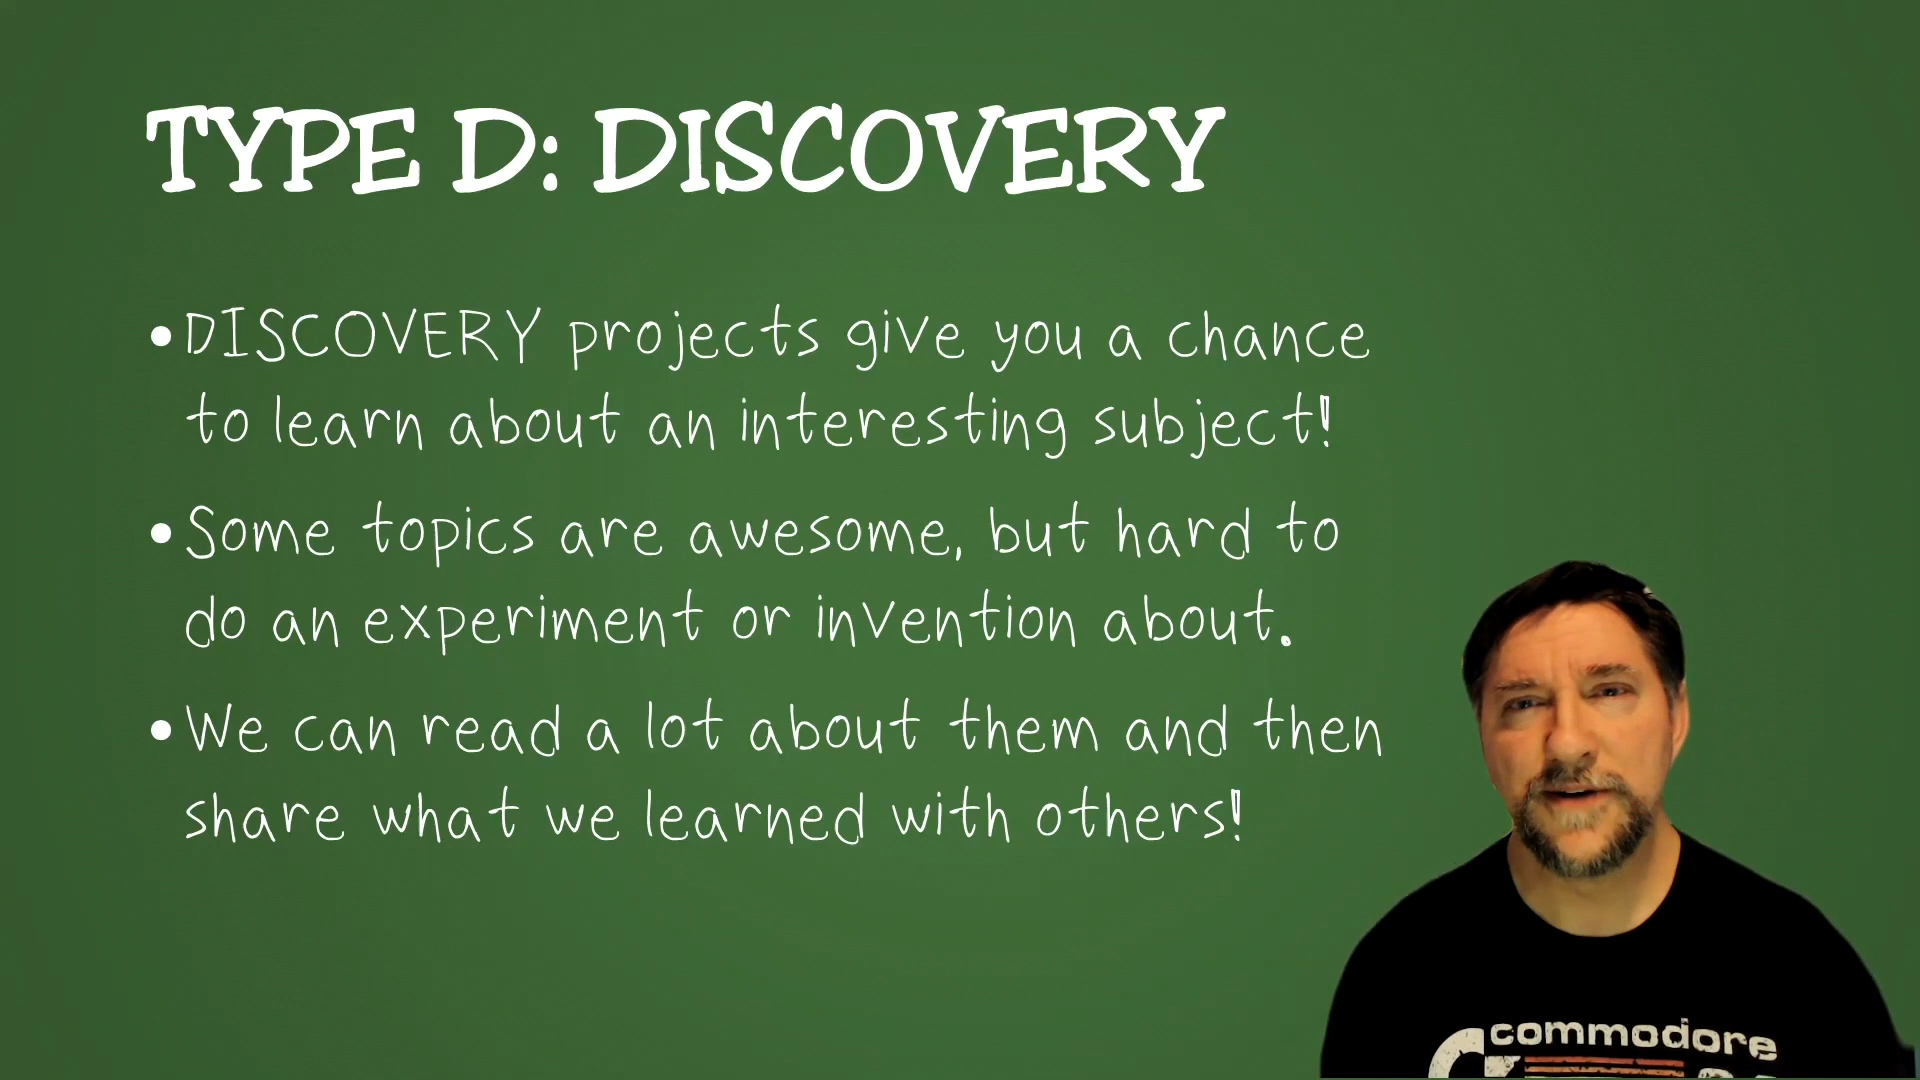 TYPE D: DISCOVERY
•DISCOVERY projects give you a chance
to learn about an interesting subject!
•Some topics are awesome, but hard to
do an experiment or invention about.
•We can read a lot about them and then
share what we learned with others!
commodore